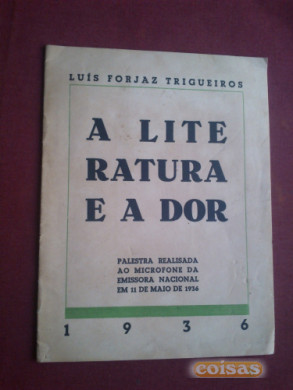 LUÍS FORJAZ TRIGUEIROS
A LITE
RATURA
E A DOR
PALESTRA REALISADA
AO MICROFONE DA
EMISSORA NACIONAL
EM 11 DE MAIO DE 1936
1 9 3 6
coisas